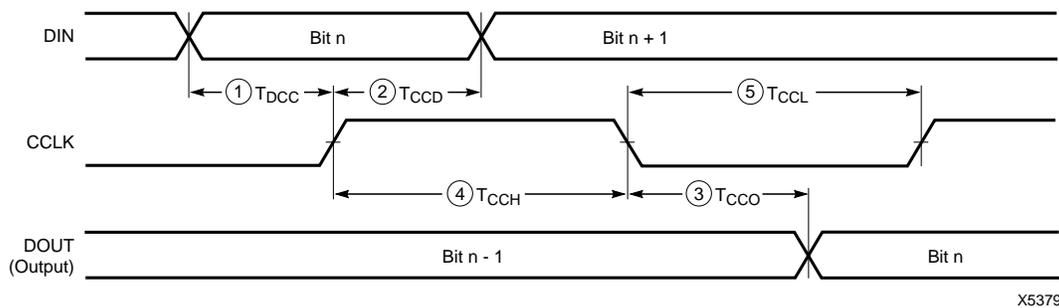 DIN
Bit n
Bit n + 1
1 TDCC
2 TCCD
5 TCCL
CCLK
4 TCCH
3 TCCO
DOUT
(Output)
Bit n - 1
Bit n
X5379